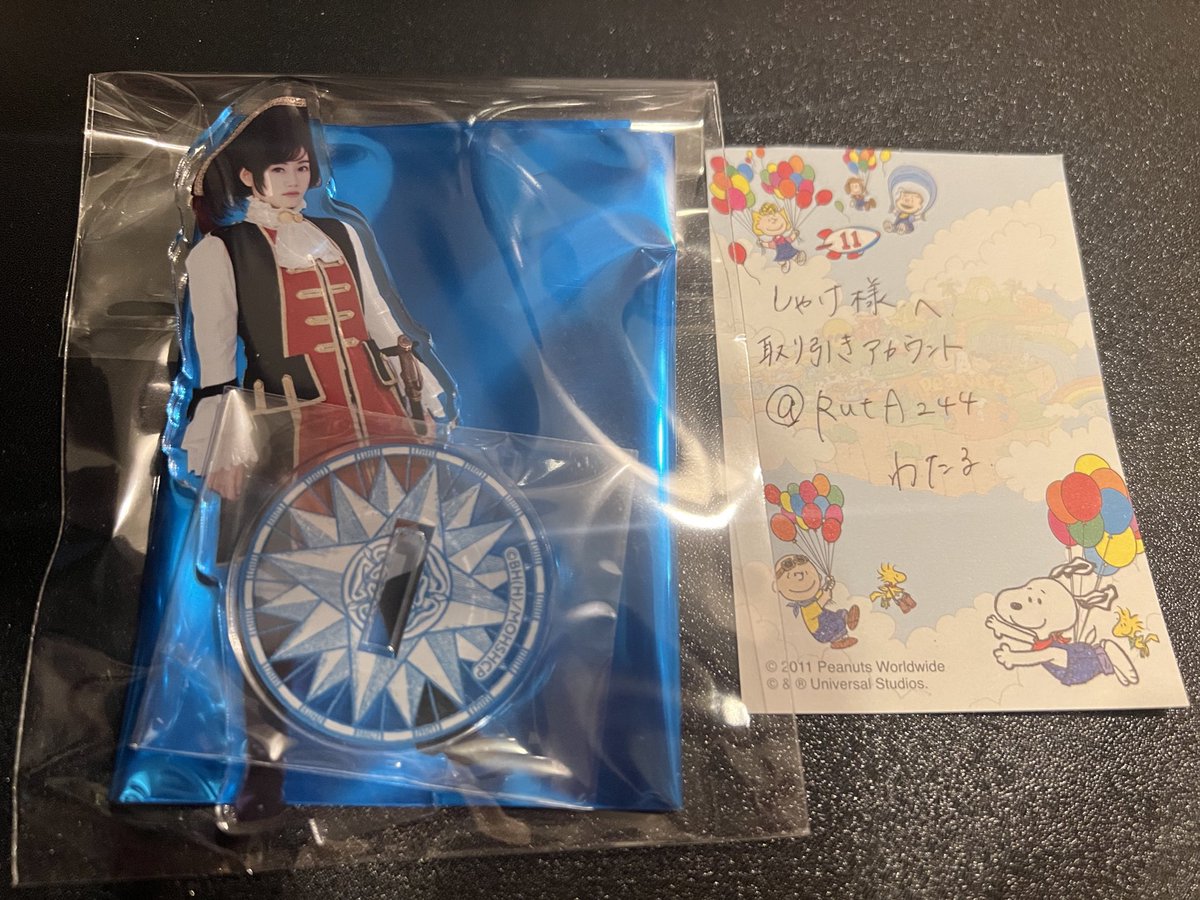 11
しゃけ様へ
取り引きアカウント
@RutA244
わたる.
© 2011 Peanuts Worldwide
© & ® Universal Studios.